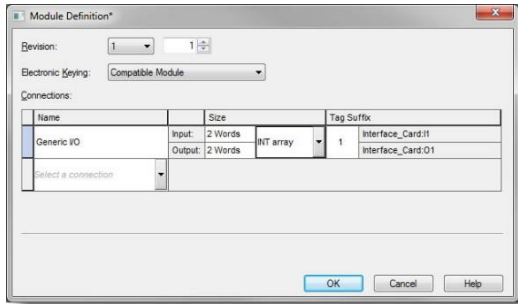 Module Definition*
Revision: 1 1
Electronic Keying: Compatible Module
Connections:
Name Size Tag Suffix
Generic I/O Input: 2 Words INT array 1 Interface_Card:I1
Output: 2 Words Interface_Card:O1
Select a connection
OK Cancel Help